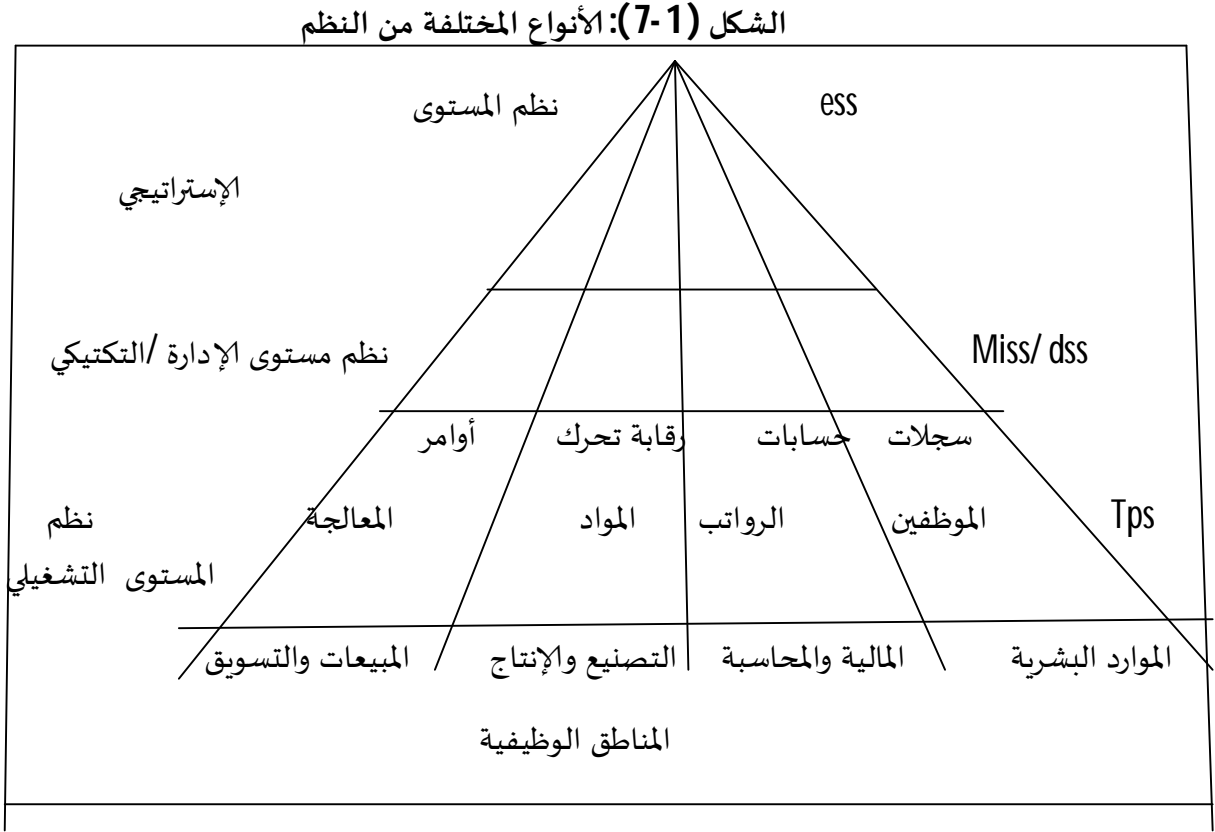 الشكل (1-7): الأنواع المختلفة من النظم
نظم المستوى ess
الإستراتيجي
نظم مستوى الإدارة /التكتيكي Miss/ dss
أوامر رقابة تحرك حسابات سجلات
نظم المعالجة المواد الرواتب الموظفين Tps
المستوى التشغيلي
المبيعات والتسويق التصنيع والإنتاج المالية والمحاسبة الموارد البشرية
المناطق الوظيفية